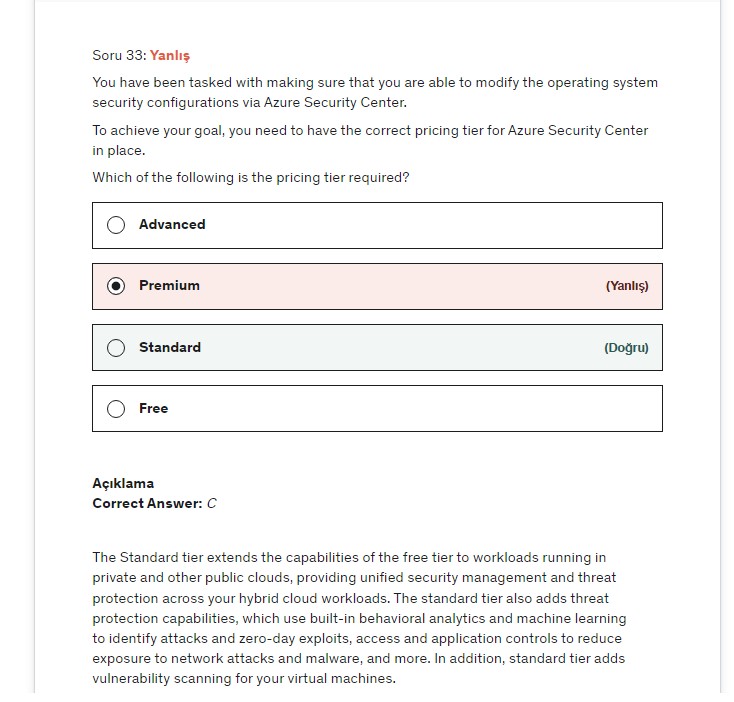 Soru 33: Yanlış
You have been tasked with making sure that you are able to modify the operating system
security configurations via Azure Security Center.
To achieve your goal, you need to have the correct pricing tier for Azure Security Center
in place.
Which of the following is the pricing tier required?
Advanced
Premium (Yanlış)
Standard (Doğru)
Free
Açıklama
Correct Answer: C
The Standard tier extends the capabilities of the free tier to workloads running in
private and other public clouds, providing unified security management and threat
protection across your hybrid cloud workloads. The standard tier also adds threat
protection capabilities, which use built-in behavioral analytics and machine learning
to identify attacks and zero-day exploits, access and application controls to reduce
exposure to network attacks and malware, and more. In addition, standard tier adds
vulnerability scanning for your virtual machines.